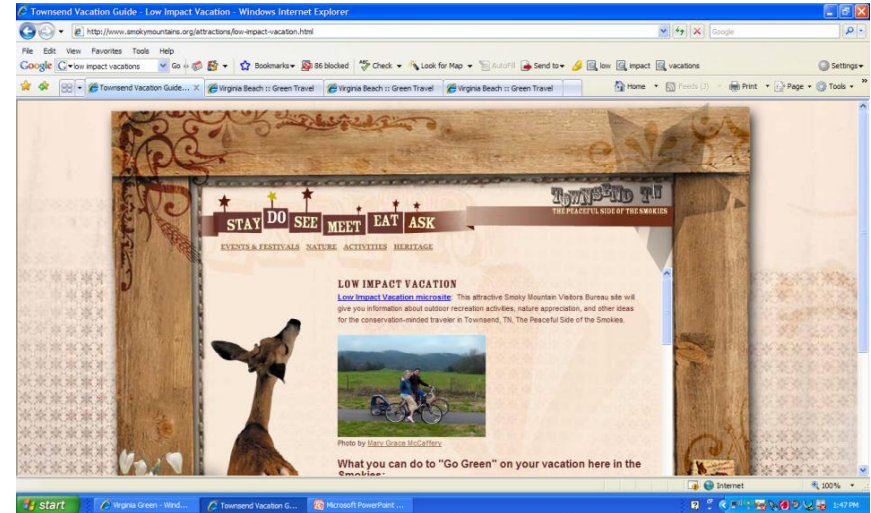 Townsend Vacation Guide - Low Impact Vacation - Windows Internet Explorer
http://www.smokymountains.org/attractions/low-impact-vacation.html
Google
File Edit View Favorites Tools Help
Google low impact vacations Go Bookmarks 86 blocked Check Look for Map AutoFill Send to low impact vacations Settings
Townsend Vacation Guide... Virginia Beach :: Green Travel Virginia Beach :: Green Travel Virginia Beach :: Green Travel Home Feeds (J) Print Page Tools
STAY DO SEE MEET EAT ASK
TOWNSEND TN
THE PEACEFUL SIDE OF THE SMOKIES
EVENTS & FESTIVALS NATURE ACTIVITIES HERITAGE
LOW IMPACT VACATION
Low Impact Vacation microsite: This attractive Smoky Mountain Visitors Bureau site will
give you information about outdoor recreation activities, nature appreciation, and other ideas
for the conservation-minded traveler in Townsend, TN, The Peaceful Side of the Smokies.
Photo by Mary Grace McCaffery
What you can do to "Go Green" on your vacation here in the
Smokies:
Internet 100%
start Virginia Green - Wind... Townsend Vacation G... Microsoft PowerPoint ... 1:47 PM